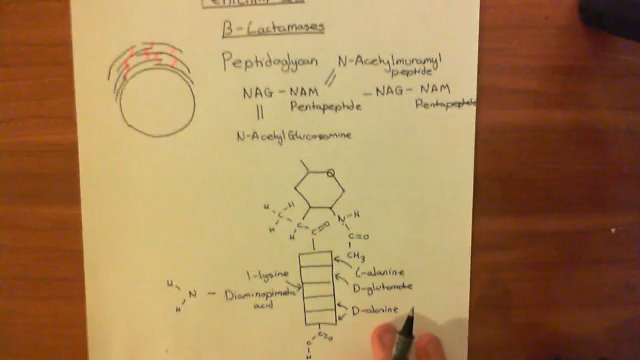 β-Lactamases
Peptidoglycan
N-Acetylmuramyl
peptide
NAG - NAM
Pentapeptide
- NAG - NAM
Pentapeptide
N-Acetyl Glucosamine
O
H
H
C
H
C
H
C=O
N-H
C=O
CH3
L-lysine
Diaminopimelic
acid
H
N -
H
L-alanine
D-glutamate
D-alanine
C=O
O
H